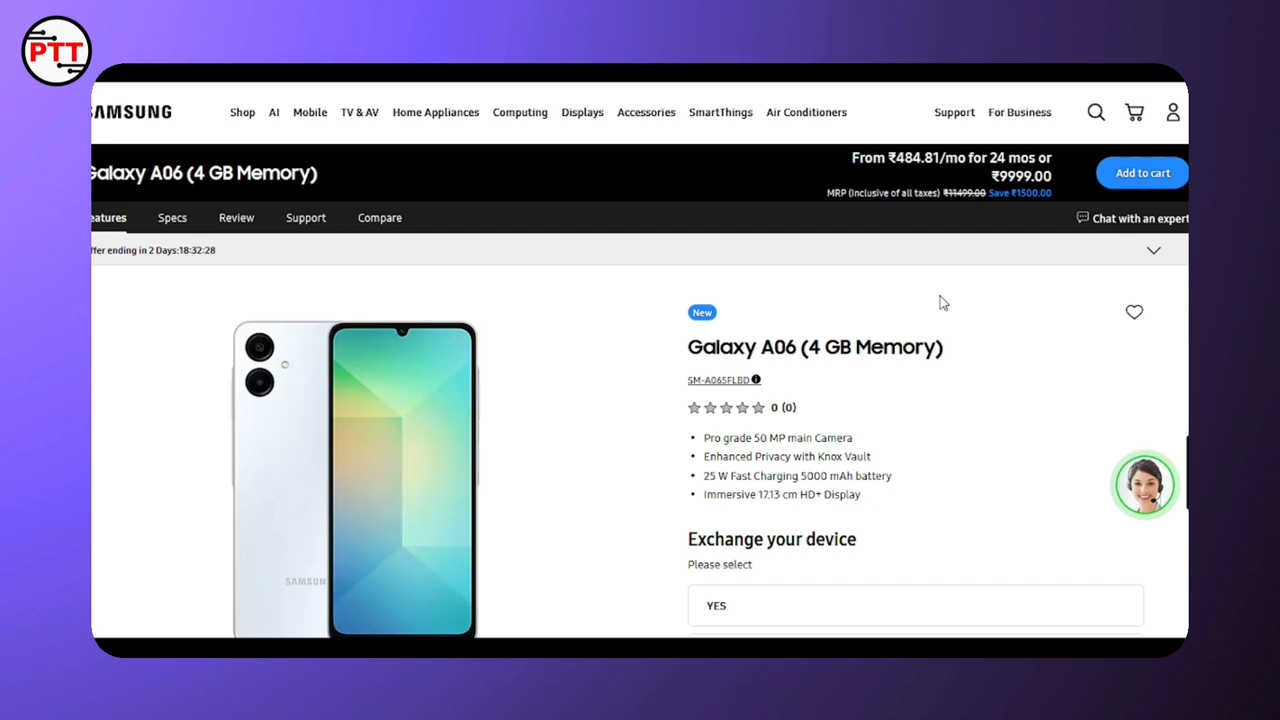 PTT
SAMSUNG
Shop AI Mobile TV & AV Home Appliances Computing Displays Accessories SmartThings Air Conditioners Support For Business
Galaxy A06 (4 GB Memory)
From ₹484.81/mo for 24 mos or
₹9999.00
MRP (Inclusive of all taxes) ₹11499.00 Save ₹1500.00
Add to cart
eatures Specs Review Support Compare
Chat with an expert
ffer ending in 2 Days:18:32:28
New
Galaxy A06 (4 GB Memory)
SM-A065FLBD
0 (0)
• Pro grade 50 MP main Camera
• Enhanced Privacy with Knox Vault
• 25 W Fast Charging 5000 mAh battery
• Immersive 17.13 cm HD+ Display
SAMSUN
Exchange your device
Please select
YES